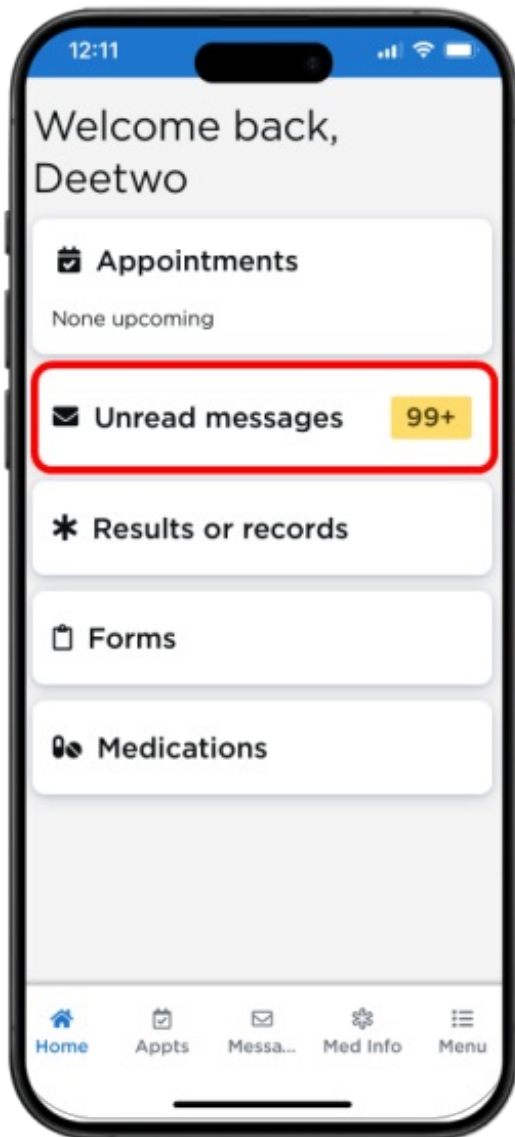 12:11
Welcome back,
Deetwo
Appointments
None upcoming
Unread messages 99+
Results or records
Forms
Medications
Home Appts Messa... Med Info Menu